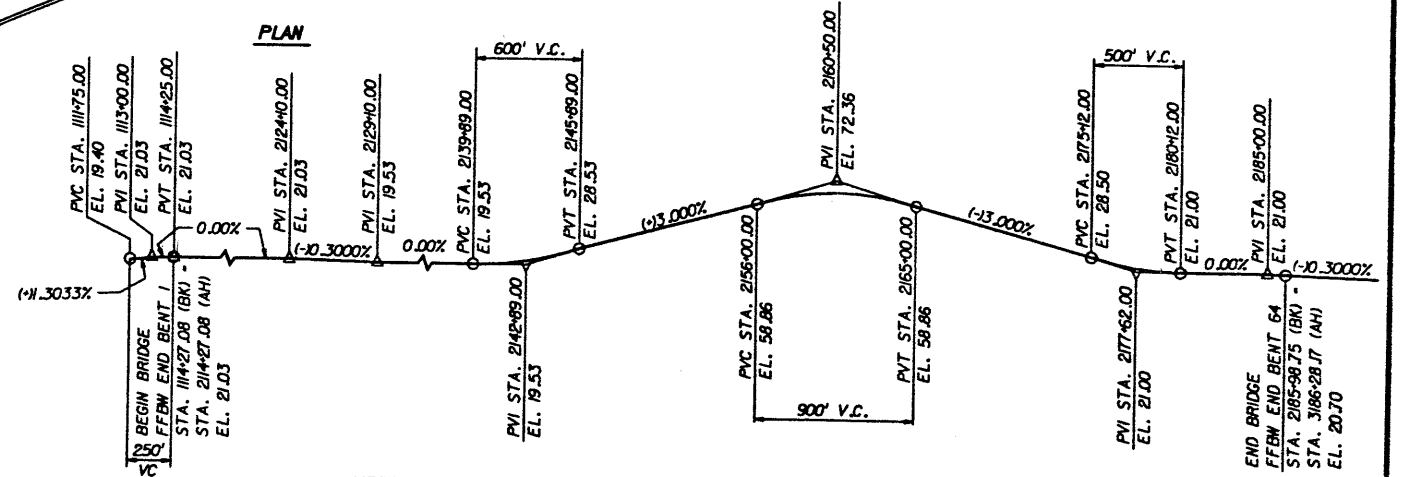 PLAN
PVC STA. 1111+75.00
EL. 19.40
PVI STA. 1113+00.00
EL. 21.03
PVT STA. 1114+25.00
EL. 21.03
0.00%
(+)1.3033%
BEGIN BRIDGE
FFBW END BENT 1
STA. 1114+27.08 (BK) =
STA. 2114+27.08 (AH)
EL. 21.03
250'
VC
PVI STA. 2124+10.00
EL. 21.03
(-)0.3000%
PVI STA. 2129+10.00
EL. 19.53
0.00%
600' V.C.
PVC STA. 2139+89.00
EL. 19.53
PVI STA. 2142+89.00
EL. 19.53
PVT STA. 2145+89.00
EL. 28.53
(+)3.000%
PVC STA. 2156+00.00
EL. 58.86
PVI STA. 2160+50.00
EL. 72.36
900' V.C.
PVT STA. 2165+00.00
EL. 58.86
(-)3.000%
500' V.C.
PVC STA. 2175+12.00
EL. 28.50
PVI STA. 2177+62.00
EL. 21.00
PVT STA. 2180+12.00
EL. 21.00
0.00%
PVI STA. 2185+00.00
EL. 21.00
(-)0.3000%
END BRIDGE
FFBW END BENT 64
STA. 2185+98.75 (BK) =
STA. 3186+28.17 (AH)
EL. 20.70